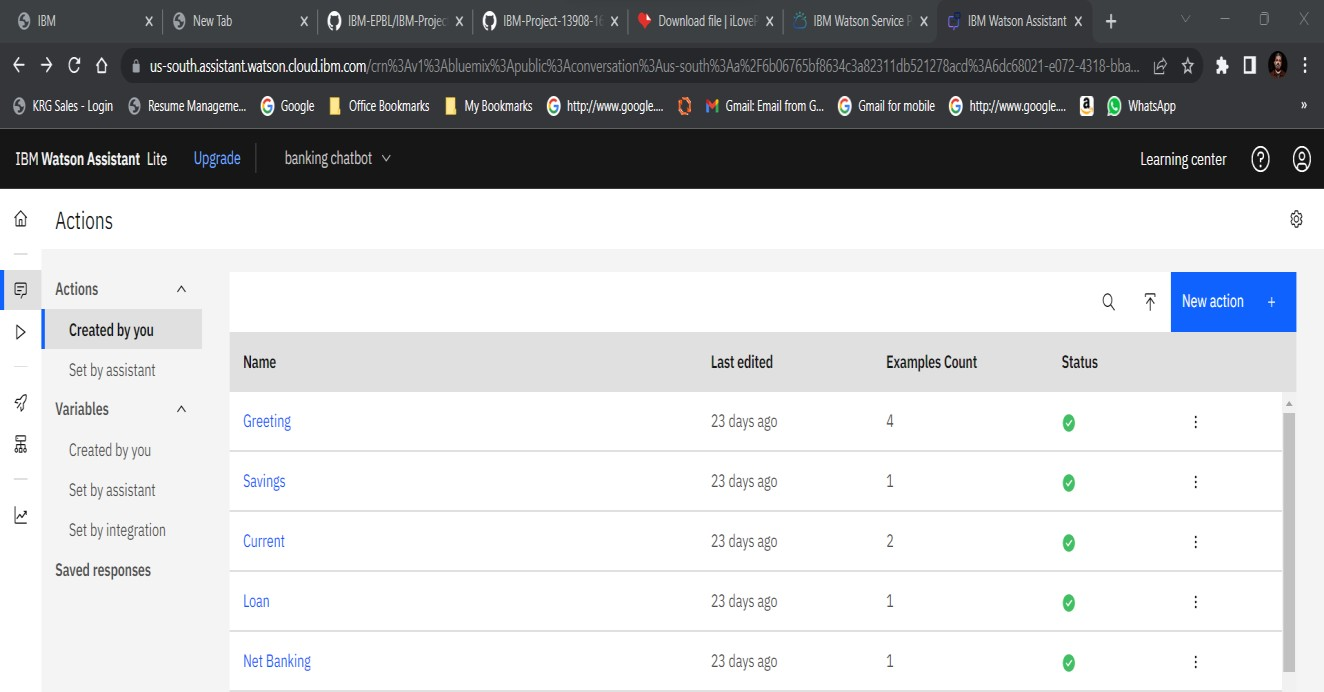 IBM
New Tab
IBM-EPBL/IBM-Projec
IBM-Project-13908-16
Download file | iLoveP
IBM Watson Service P
IBM Watson Assistant
us-south.assistant.watson.cloud.ibm.com/crn%3Av1%3Abluemix%3Apublic%3Aconversation%3Aus-south%3Aa%2F6b06765bf8634c3a82311db521278acd%3A6dc68021-e072-4318-bba...
KRG Sales - Login
Resume Manageme...
Google
Office Bookmarks
My Bookmarks
http://www.google....
Gmail: Email from G...
Gmail for mobile
http://www.google....
WhatsApp
»
IBM Watson Assistant Lite
Upgrade
banking chatbot
Learning center
Actions
Actions
Created by you
Set by assistant
Variables
Created by you
Set by assistant
Set by integration
Saved responses
New action +
Name Last edited Examples Count Status
Greeting 23 days ago 4
Savings 23 days ago 1
Current 23 days ago 2
Loan 23 days ago 1
Net Banking 23 days ago 1